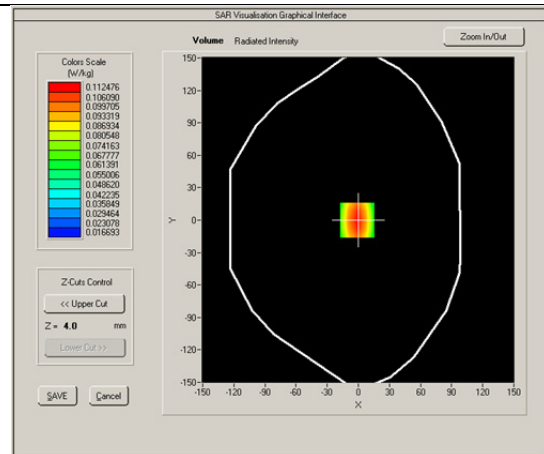 SAR Visualisation Graphical Interface
Volume Radiated Intensity
Zoom In/Out
Colors Scale
(W/kg)
0.112476
0.106090
0.099705
0.093319
0.086934
0.080548
0.074163
0.067777
0.061391
0.055006
0.048620
0.042235
0.035849
0.029464
0.023078
0.016693
Z-Cuts Control
<< Upper Cut
Z = 4.0 mm
Lower Cut >>
SAVE Cancel
150
120
90
60
30
0
-30
-60
-90
-120
-150
Y
-150 -120 -90 -60 -30 0 30 60 90 120 150
X